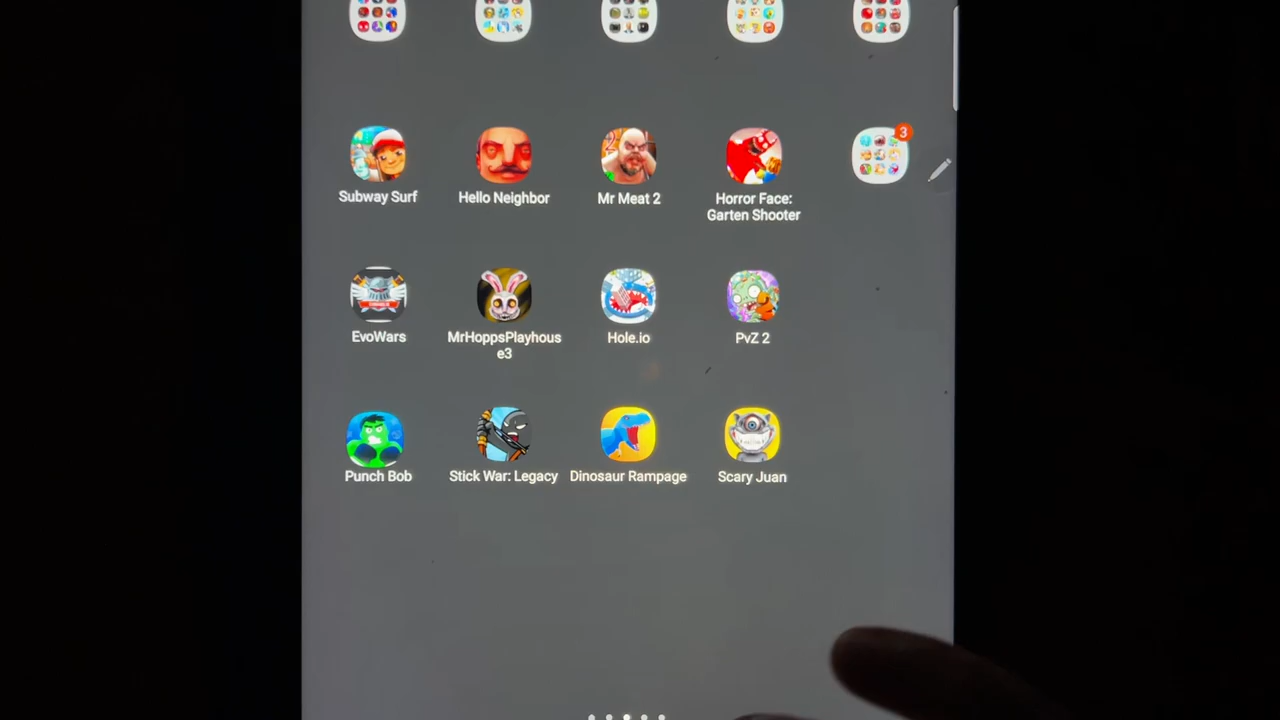 3
Subway Surf
Hello Neighbor
Mr Meat 2
Horror Face:
Garten Shooter
EvoWars
MrHoppsPlayhous
e3
Hole.io
PvZ 2
Punch Bob
Stick War: Legacy
Dinosaur Rampage
Scary Juan